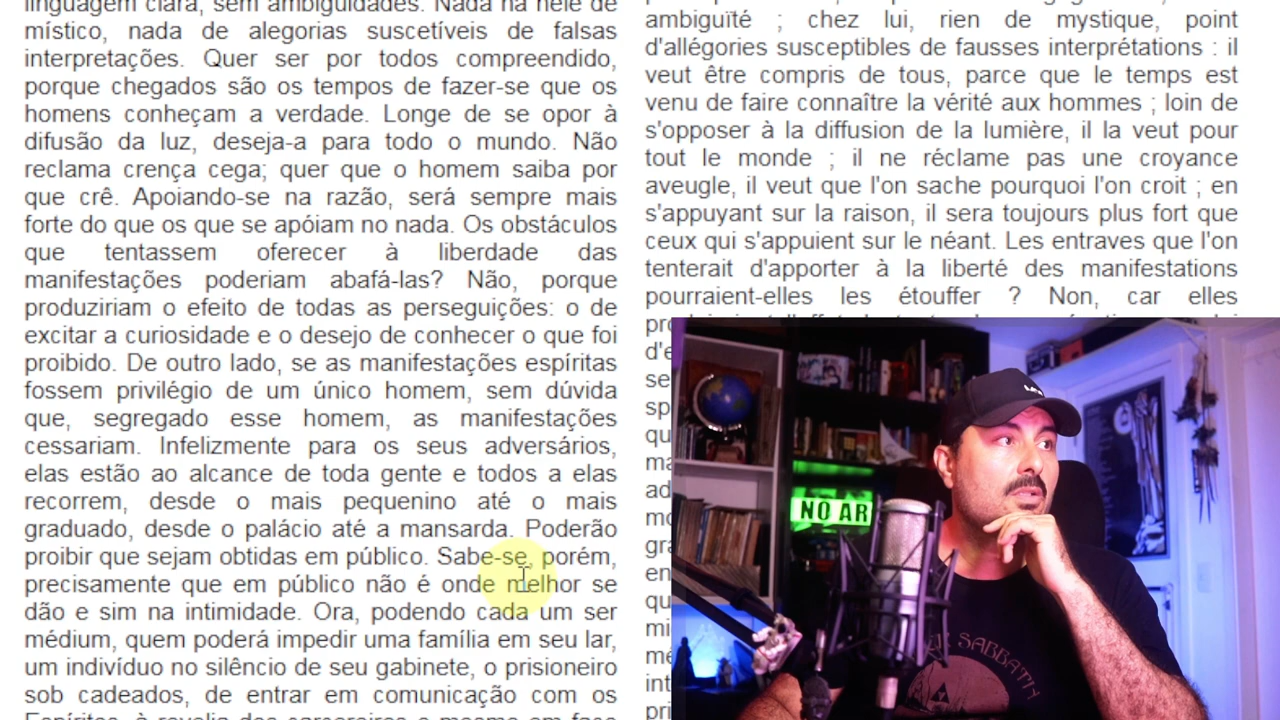 linguagem clara, sem ambiguidades. Nada há nele de
místico, nada de alegorias suscetíveis de falsas
interpretações. Quer ser por todos compreendido,
porque chegados são os tempos de fazer-se que os
homens conheçam a verdade. Longe de se opor à
difusão da luz, deseja-a para todo o mundo. Não
reclama crença cega; quer que o homem saiba por
que crê. Apoiando-se na razão, será sempre mais
forte do que os que se apóiam no nada. Os obstáculos
que tentassem oferecer à liberdade das
manifestações poderiam abafá-las? Não, porque
produziriam o efeito de todas as perseguições: o de
excitar a curiosidade e o desejo de conhecer o que foi
proibido. De outro lado, se as manifestações espíritas
fossem privilégio de um único homem, sem dúvida
que, segregado esse homem, as manifestações
cessariam. Infelizmente para os seus adversários,
elas estão ao alcance de toda gente e todos a elas
recorrem, desde o mais pequenino até o mais
graduado, desde o palácio até a mansarda. Poderão
proibir que sejam obtidas em público. Sabe-se, porém,
precisamente que em público não é onde melhor se
dão e sim na intimidade. Ora, podendo cada um ser
médium, quem poderá impedir uma família em seu lar,
um indivíduo no silêncio de seu gabinete, o prisioneiro
sob cadeados, de entrar em comunicação com os
ambiguïté ; chez lui, rien de mystique, point
d'allégories susceptibles de fausses interprétations : il
veut être compris de tous, parce que le temps est
venu de faire connaître la vérité aux hommes ; loin de
s'opposer à la diffusion de la lumière, il la veut pour
tout le monde ; il ne réclame pas une croyance
aveugle, il veut que l'on sache pourquoi l'on croit ; en
s'appuyant sur la raison, il sera toujours plus fort que
ceux qui s'appuient sur le néant. Les entraves que l'on
tenterait d'apporter à la liberté des manifestations
pourraient-elles les étouffer ? Non, car elles
NO AR
SABBATH